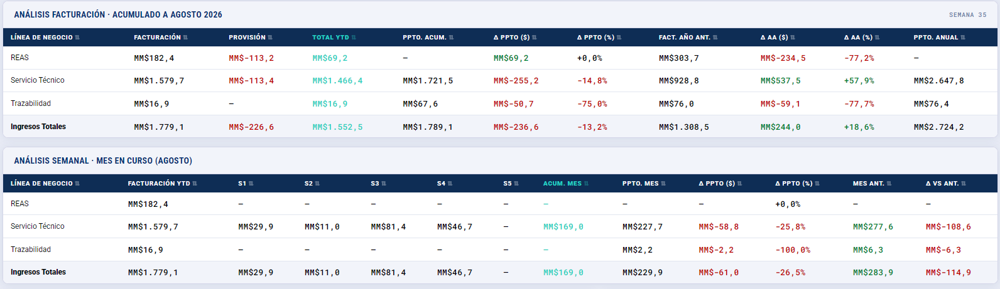 ANÁLISIS FACTURACIÓN · ACUMULADO A AGOSTO 2026 SEMANA 35
LÍNEA DE NEGOCIO ⇅ FACTURACIÓN ⇅ PROVISIÓN ⇅ TOTAL YTD ⇅ PPTO. ACUM. ⇅ Δ PPTO ($) ⇅ Δ PPTO (%) ⇅ FACT. AÑO ANT. ⇅ Δ AA ($) ⇅ Δ AA (%) ⇅ PPTO. ANUAL ⇅
REAS MM$182,4 MM$-113,2 MM$69,2 — MM$69,2 +0,0% MM$303,7 MM$-234,5 -77,2% —
Servicio Técnico MM$1.579,7 MM$-113,4 MM$1.466,4 MM$1.721,5 MM$-255,2 -14,8% MM$928,8 MM$537,5 +57,9% MM$2.647,8
Trazabilidad MM$16,9 — MM$16,9 MM$67,6 MM$-50,7 -75,0% MM$76,0 MM$-59,1 -77,7% MM$76,4
Ingresos Totales MM$1.779,1 MM$-226,6 MM$1.552,5 MM$1.789,1 MM$-236,6 -13,2% MM$1.308,5 MM$244,0 +18,6% MM$2.724,2
ANÁLISIS SEMANAL · MES EN CURSO (AGOSTO)
LÍNEA DE NEGOCIO ⇅ FACTURACIÓN YTD ⇅ S1 ⇅ S2 ⇅ S3 ⇅ S4 ⇅ S5 ⇅ ACUM. MES ⇅ PPTO. MES ⇅ Δ PPTO ($) ⇅ Δ PPTO (%) ⇅ MES ANT. ⇅ Δ VS ANT. ⇅
REAS MM$182,4 — — — — — — — — +0,0% — —
Servicio Técnico MM$1.579,7 MM$29,9 MM$11,0 MM$81,4 MM$46,7 — MM$169,0 MM$227,7 MM$-58,8 -25,8% MM$277,6 MM$-108,6
Trazabilidad MM$16,9 — — — — — — MM$2,2 MM$-2,2 -100,0% MM$6,3 MM$-6,3
Ingresos Totales MM$1.779,1 MM$29,9 MM$11,0 MM$81,4 MM$46,7 — MM$169,0 MM$229,9 MM$-61,0 -26,5% MM$283,9 MM$-114,9